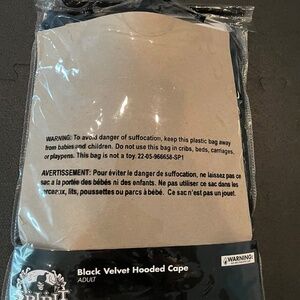 WARNING: To avoid danger of suffocation, keep this plastic bag away
from babies and children. Do not use this bag in cribs, beds, carriages,
or playpens. This bag is not a toy. 22-05-966658-SP1
AVERTISSEMENT: Pour éviter le danger de suffocation, ne laissez pas ce
sac a la portée des bébés ni des enfants. Ne pas utiliser ce sac dans les
berceaux, lits, poussettes ou parcs à bébé. Ce sac n'est pas un jouet.
SPIRIT
Black Velvet Hooded Cape
ADULT
WARNING: